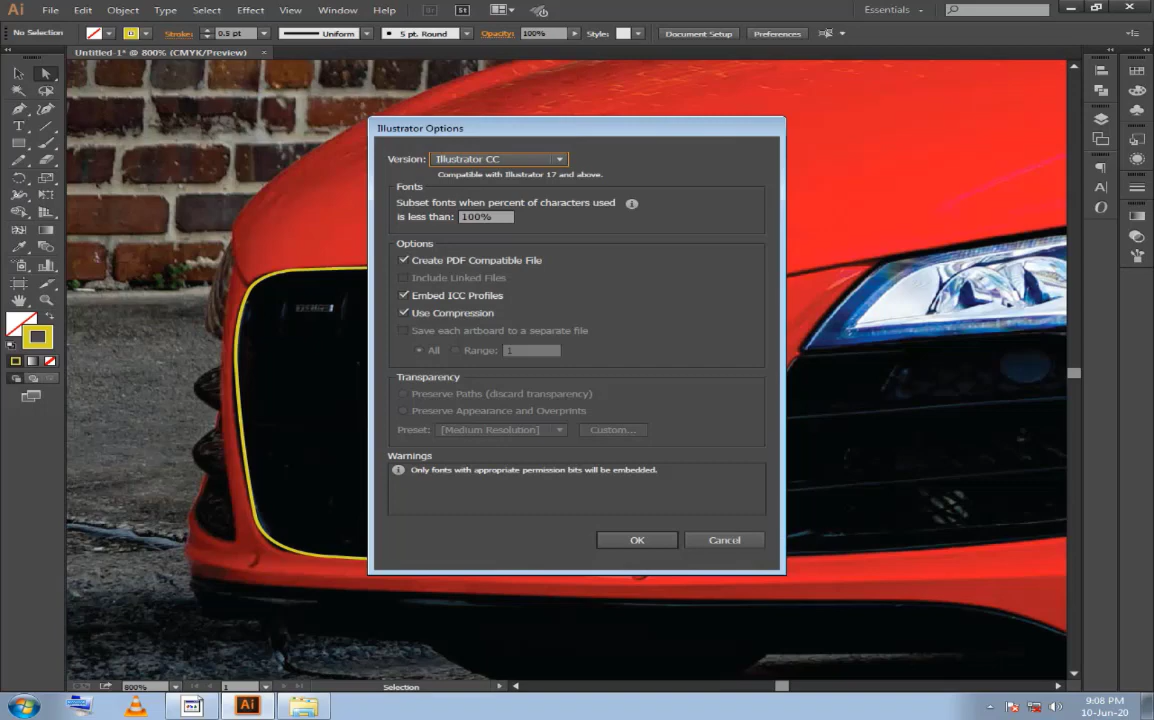 Ai File Edit Object Type Select Effect View Window Help Br St Essentials
No Selection Stroke: 0.5 pt Uniform 5 pt. Round Opacity: 100% Style: Document Setup Preferences
Untitled-1* @ 800% (CMYK/Preview)
Illustrator Options
Version: Illustrator CC
Compatible with Illustrator 17 and above.
Fonts
Subset fonts when percent of characters used
is less than: 100%
Options
Create PDF Compatible File
Include Linked Files
Embed ICC Profiles
Use Compression
Save each artboard to a separate file
All Range: 1
Transparency
Preserve Paths (discard transparency)
Preserve Appearance and Overprints
Preset: [Medium Resolution] Custom...
Warnings
Only fonts with appropriate permission bits will be embedded.
OK Cancel
800% 1 Selection
Ai
9:08 PM
10-Jun-20